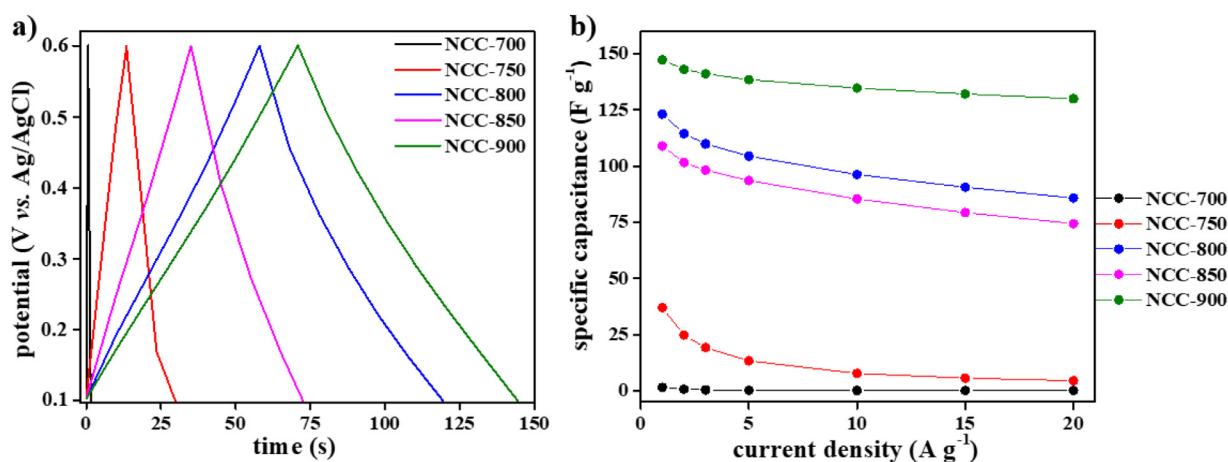 a)
NCC-700
NCC-750
NCC-800
NCC-850
NCC-900
potential (V vs. Ag/AgCl)
0.6
0.5
0.4
0.3
0.2
0.1
0 25 50 75 100 125 150
time (s)
b)
specific capacitance (F g-1)
150
125
100
75
50
25
0
0 5 10 15 20
current density (A g-1)
NCC-700
NCC-750
NCC-800
NCC-850
NCC-900